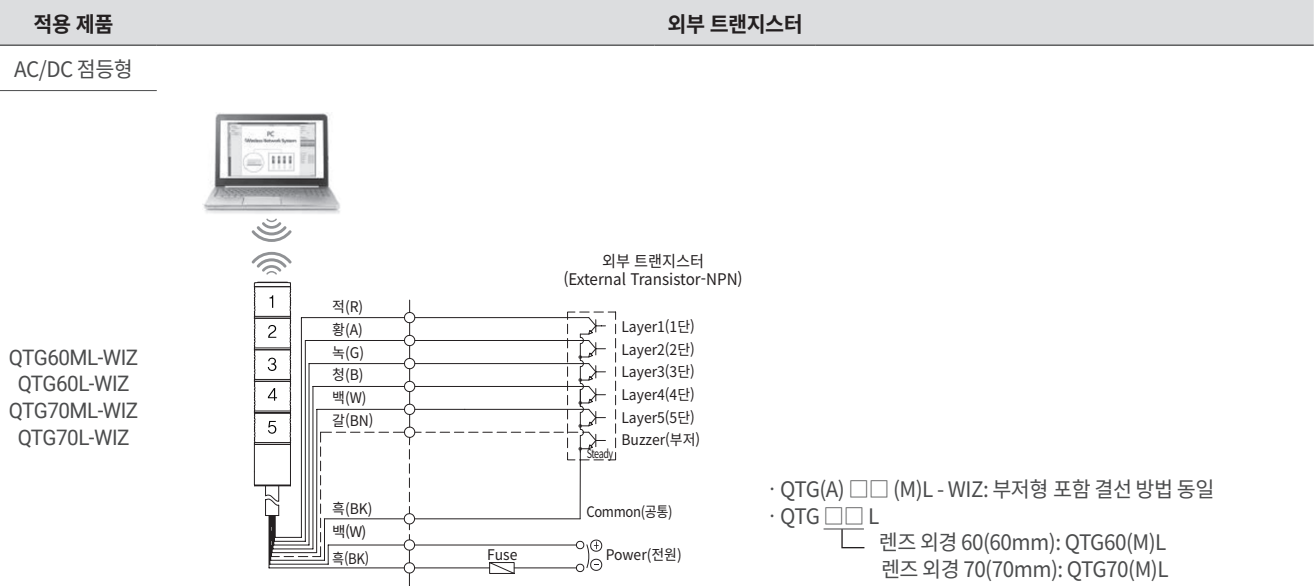 적용 제품
외부 트랜지스터
AC/DC 점등형
PC
Wireless Network System
외부 트랜지스터
(External Transistor-NPN)
1
2
3
4
5
적(R)
황(A)
녹(G)
청(B)
백(W)
갈(BN)
Layer1(1단)
Layer2(2단)
Layer3(3단)
Layer4(4단)
Layer5(5단)
Buzzer(부저)
Steady
QTG60ML-WIZ
QTG60L-WIZ
QTG70ML-WIZ
QTG70L-WIZ
흑(BK)
Common(공통)
백(W)
흑(BK)
Fuse
⊕
⊖
Power(전원)
· QTG(A) □□ (M)L - WIZ: 부저형 포함 결선 방법 동일
· QTG □□ L
렌즈 외경 60(60mm): QTG60(M)L
렌즈 외경 70(70mm): QTG70(M)L